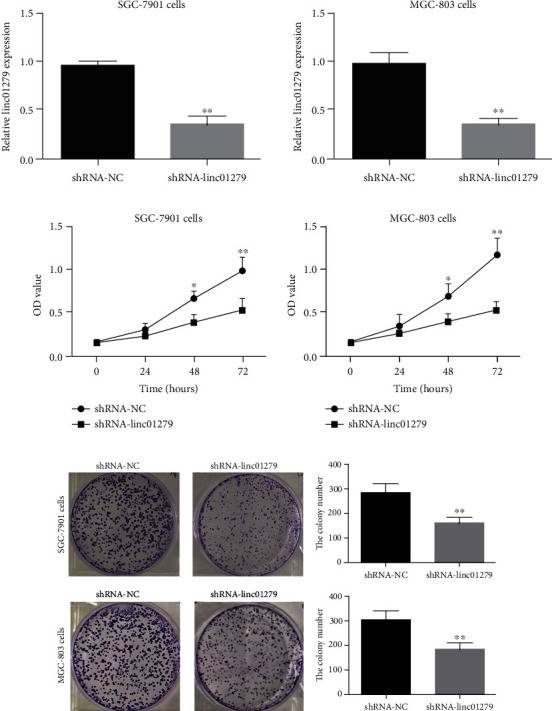 SGC-7901 cells
MGC-803 cells
Relative linc01279 expression
1.5
1.0
0.5
0.0
**
shRNA-NC
shRNA-linc01279
Relative linc01279 expression
1.5
1.0
0.5
0.0
**
shRNA-NC
shRNA-linc01279
SGC-7901 cells
OD value
1.5
1.0
0.5
0.0
*
**
0
24
48
72
Time (hours)
shRNA-NC
shRNA-linc01279
MGC-803 cells
OD value
1.5
1.0
0.5
0.0
*
**
0
24
48
72
Time (hours)
shRNA-NC
shRNA-linc01279
shRNA-NC
shRNA-linc01279
SGC-7901 cells
The colony number
400
300
200
100
0
**
shRNA-NC
shRNA-linc01279
shRNA-NC
shRNA-linc01279
MGC-803 cells
The colony number
400
300
200
100
0
**
shRNA-NC
shRNA-linc01279